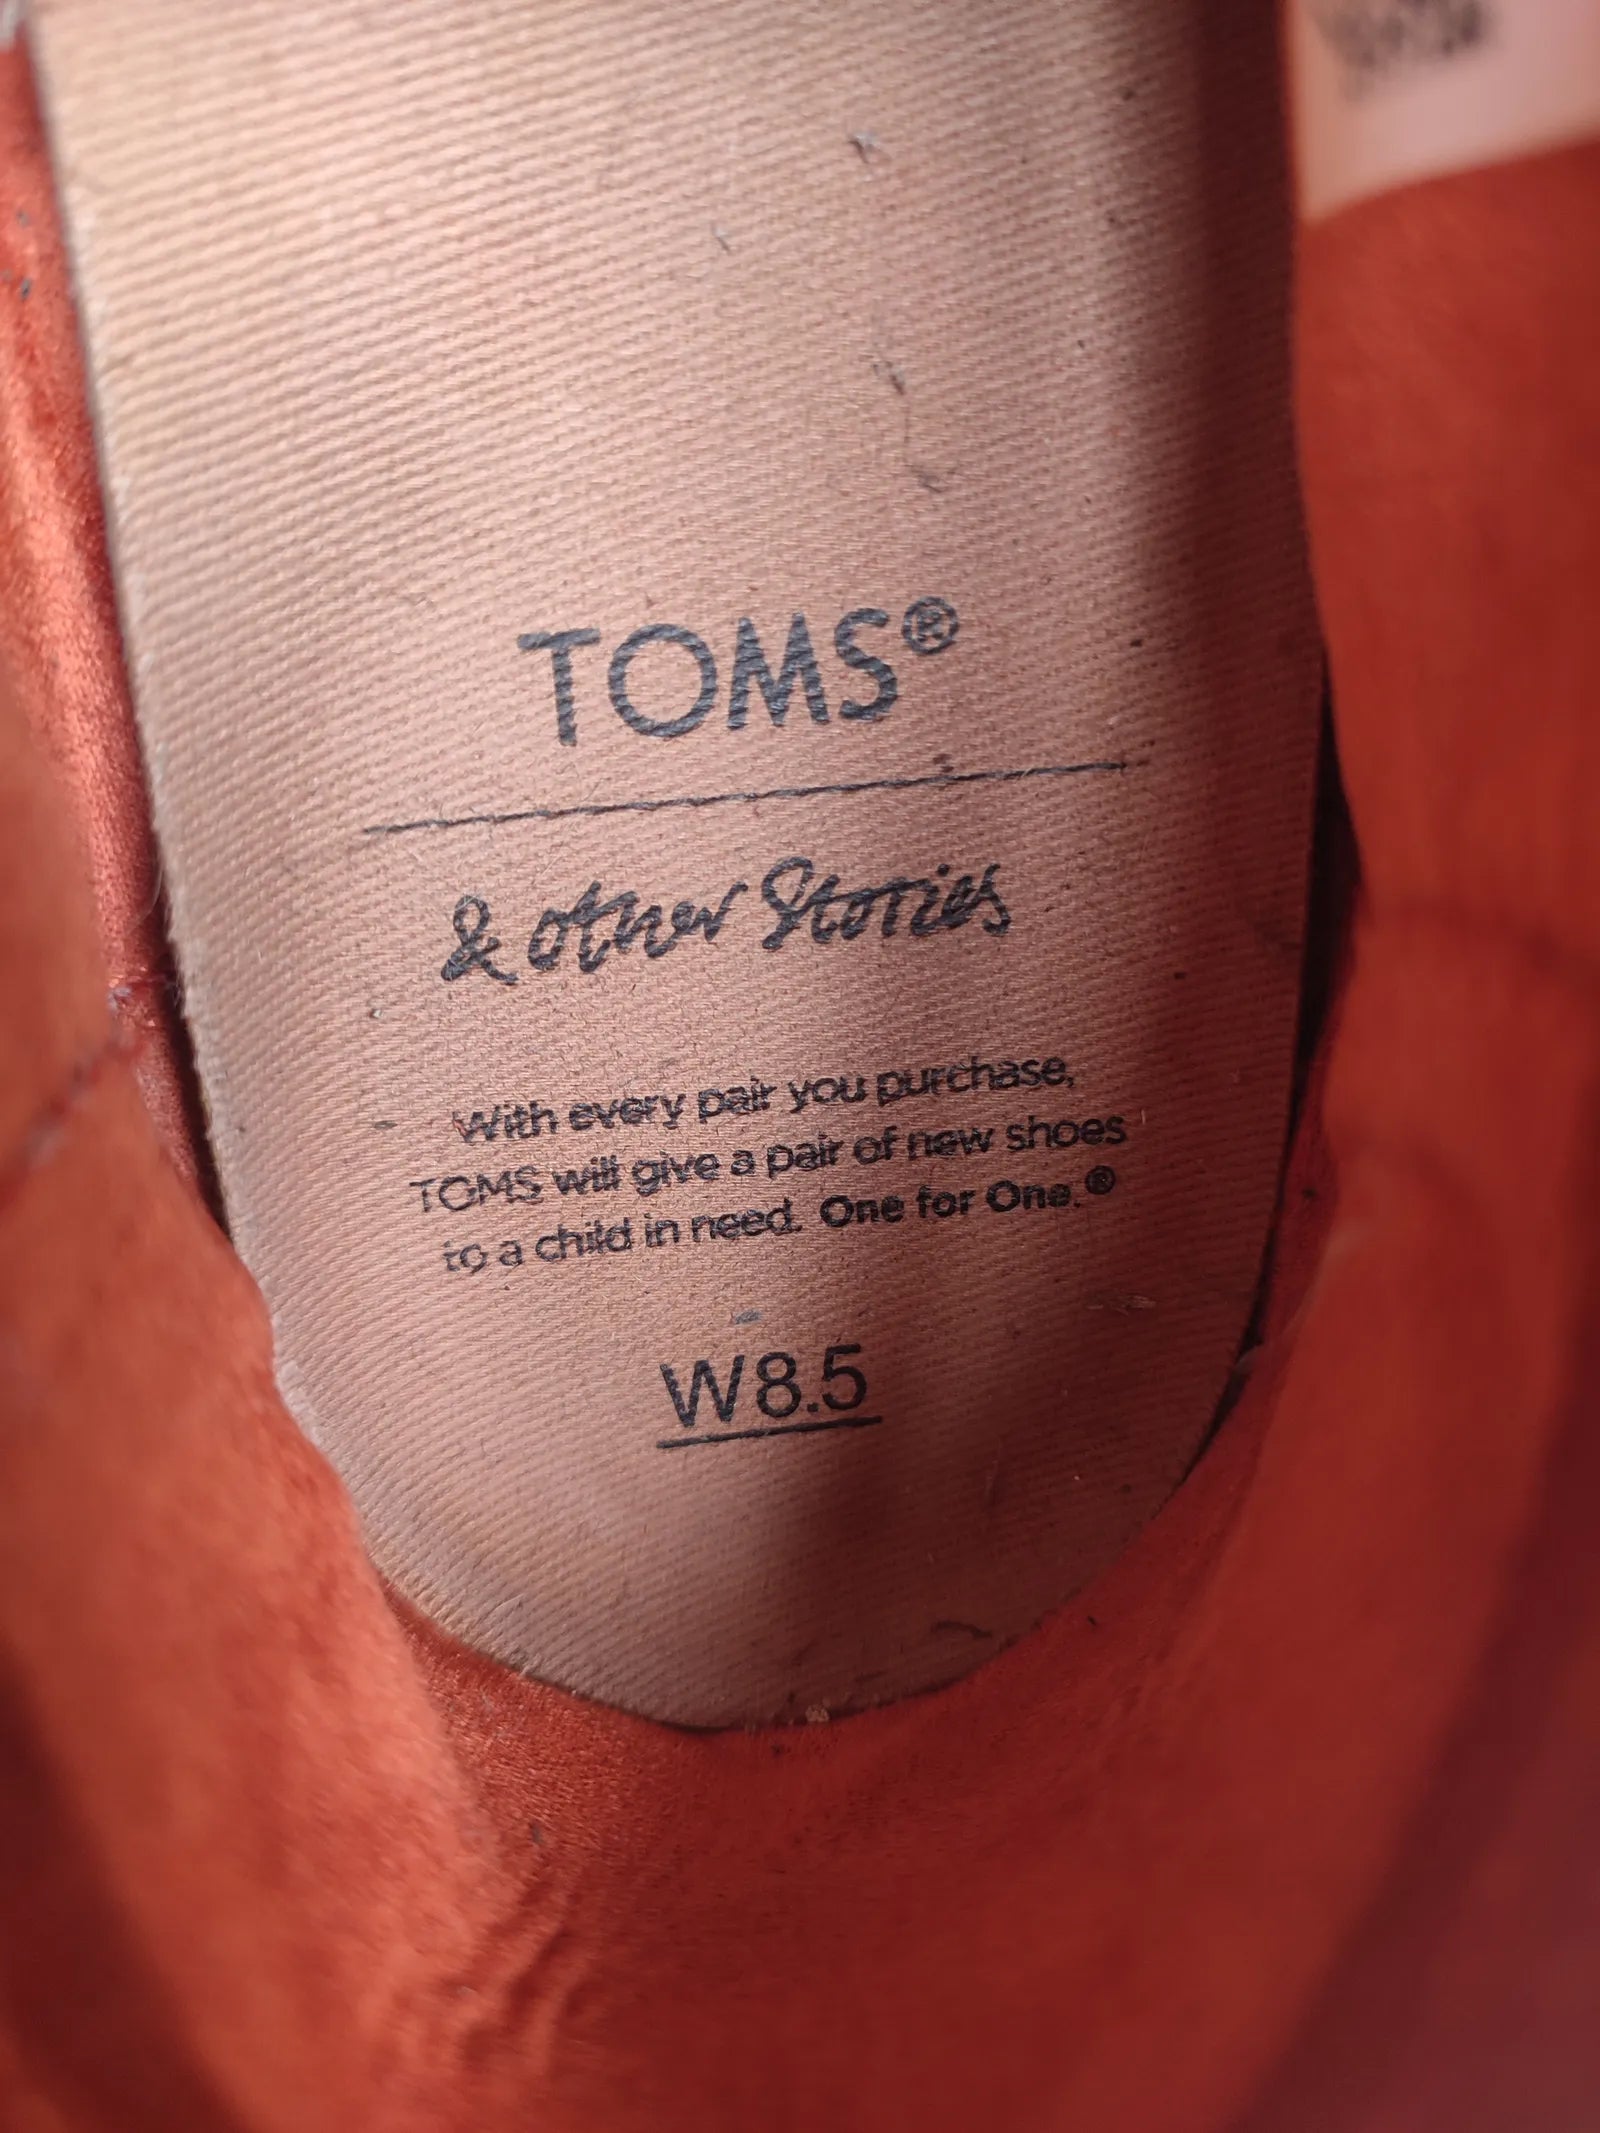 TOMS®
& other Stories
With every pair you purchase,
TOMS will give a pair of new shoes
to a child in need. One for One.®
W8.5